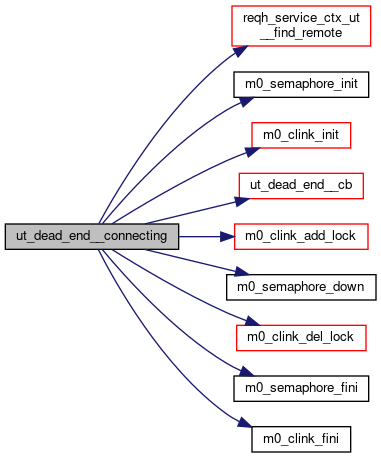 reqh_service_ctx_ut
__find_remote
m0_semaphore_init
m0_clink_init
ut_dead_end__cb
ut_dead_end__connecting
m0_clink_add_lock
m0_semaphore_down
m0_clink_del_lock
m0_semaphore_fini
m0_clink_fini